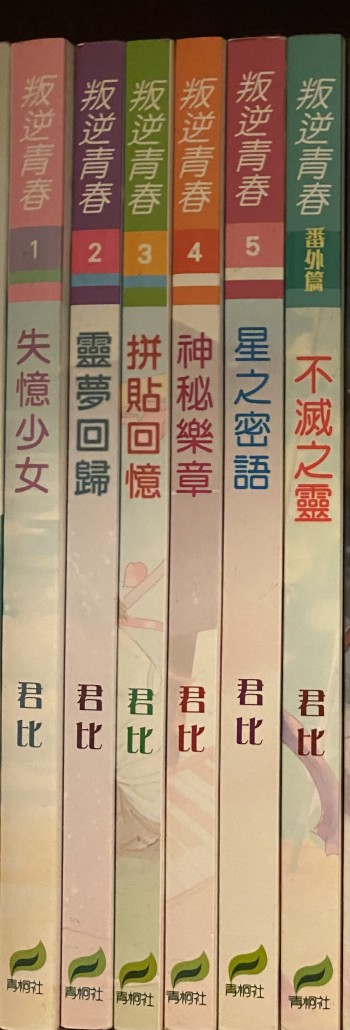 叛逆青春
1
失憶少女
君比
青桐社
叛逆青春
2
靈夢回歸
君比
青桐社
叛逆青春
3
拼貼回憶
君比
青桐社
叛逆青春
4
神秘樂章
君比
青桐社
叛逆青春
5
星之密語
君比
青桐社
叛逆青春
番外篇
不滅之靈
君比
青桐社